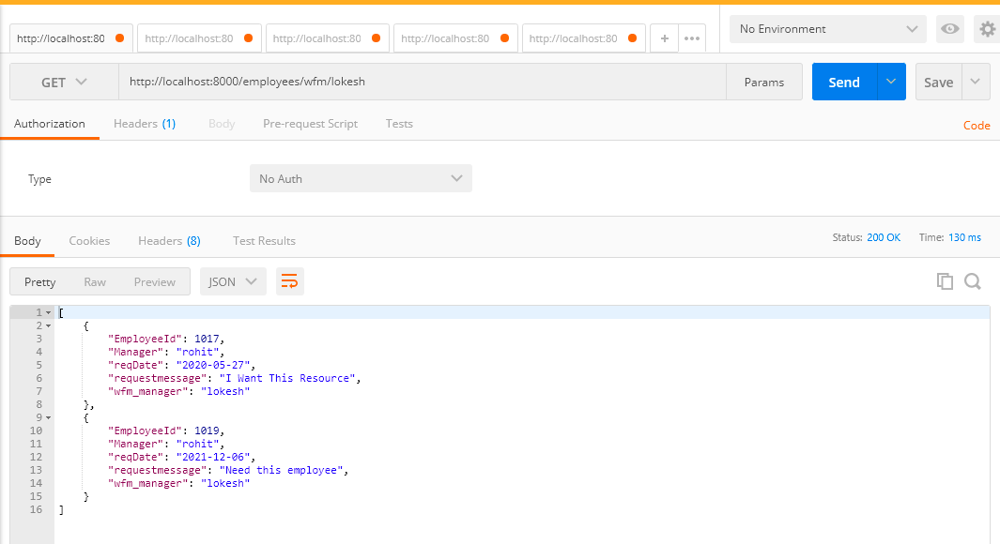 http://localhost:80 http://localhost:80 http://localhost:80 http://localhost:80 http://localhost:80 + ••• No Environment
GET http://localhost:8000/employees/wfm/lokesh Params Send Save
Authorization Headers (1) Body Pre-request Script Tests Code
Type No Auth
Body Cookies Headers (8) Test Results Status: 200 OK Time: 130 ms
Pretty Raw Preview JSON
1 [
2 {
3 "EmployeeId": 1017,
4 "Manager": "rohit",
5 "reqDate": "2020-05-27",
6 "requestmessage": "I Want This Resource",
7 "wfm_manager": "lokesh"
8 },
9 {
10 "EmployeeId": 1019,
11 "Manager": "rohit",
12 "reqDate": "2021-12-06",
13 "requestmessage": "Need this employee",
14 "wfm_manager": "lokesh"
15 }
16 ]